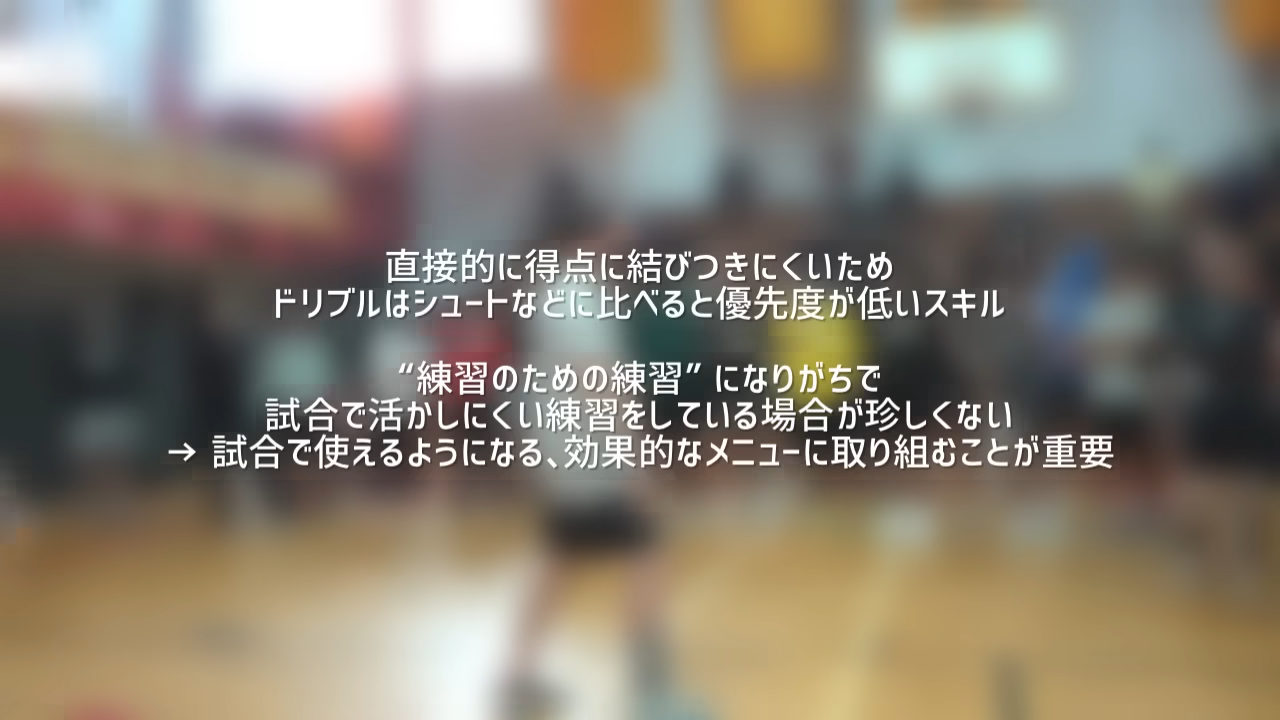 直接的に得点に結びつきにくいため
ドリブルはシュートなどに比べると優先度が低いスキル
“練習のための練習” になりがちで
試合で活かしにくい練習をしている場合が珍しくない
→ 試合で使えるようになる、効果的なメニューに取り組むことが重要